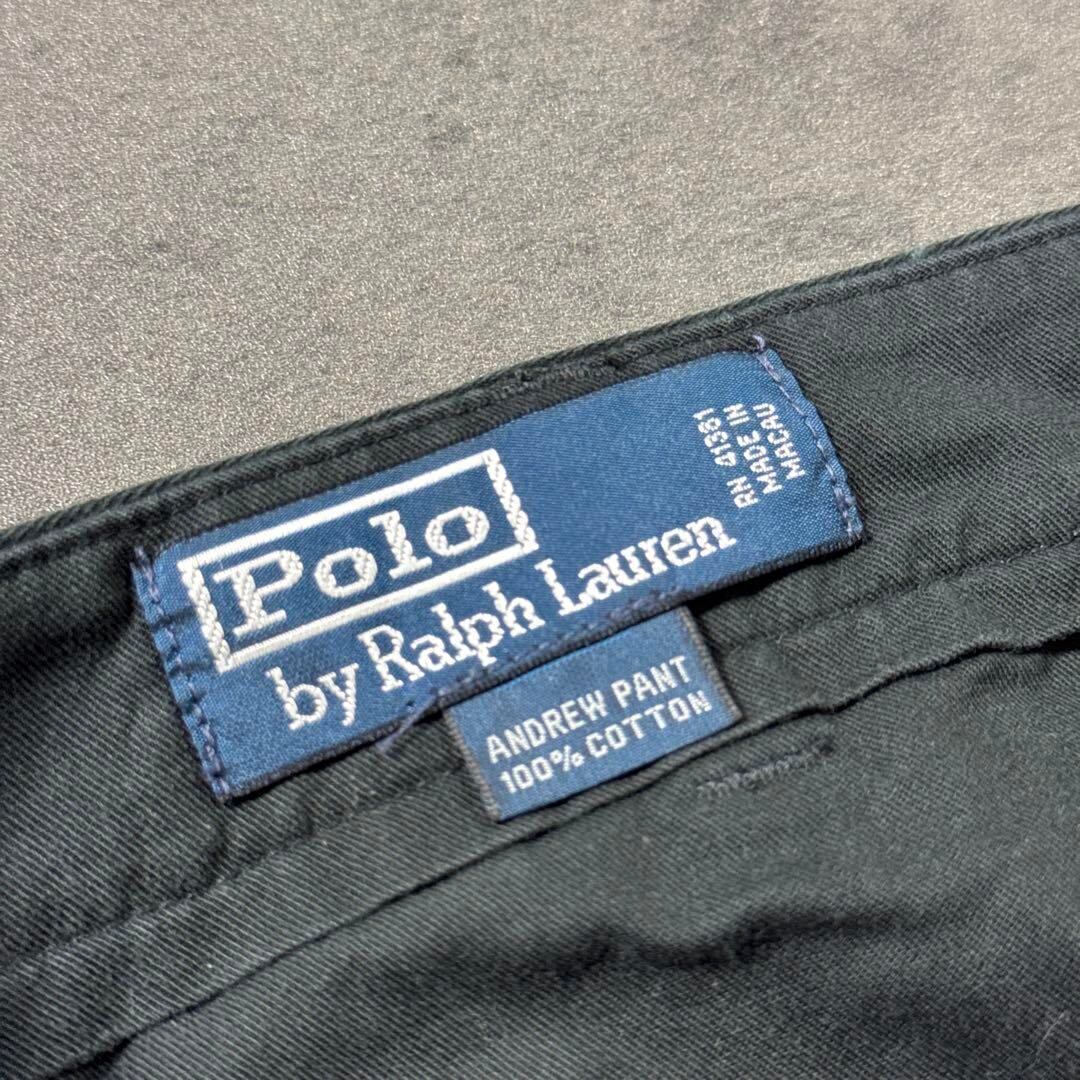 Polo
by Ralph Lauren
RN 41381
MADE IN
MACAU
ANDREW PANT
100% COTTON